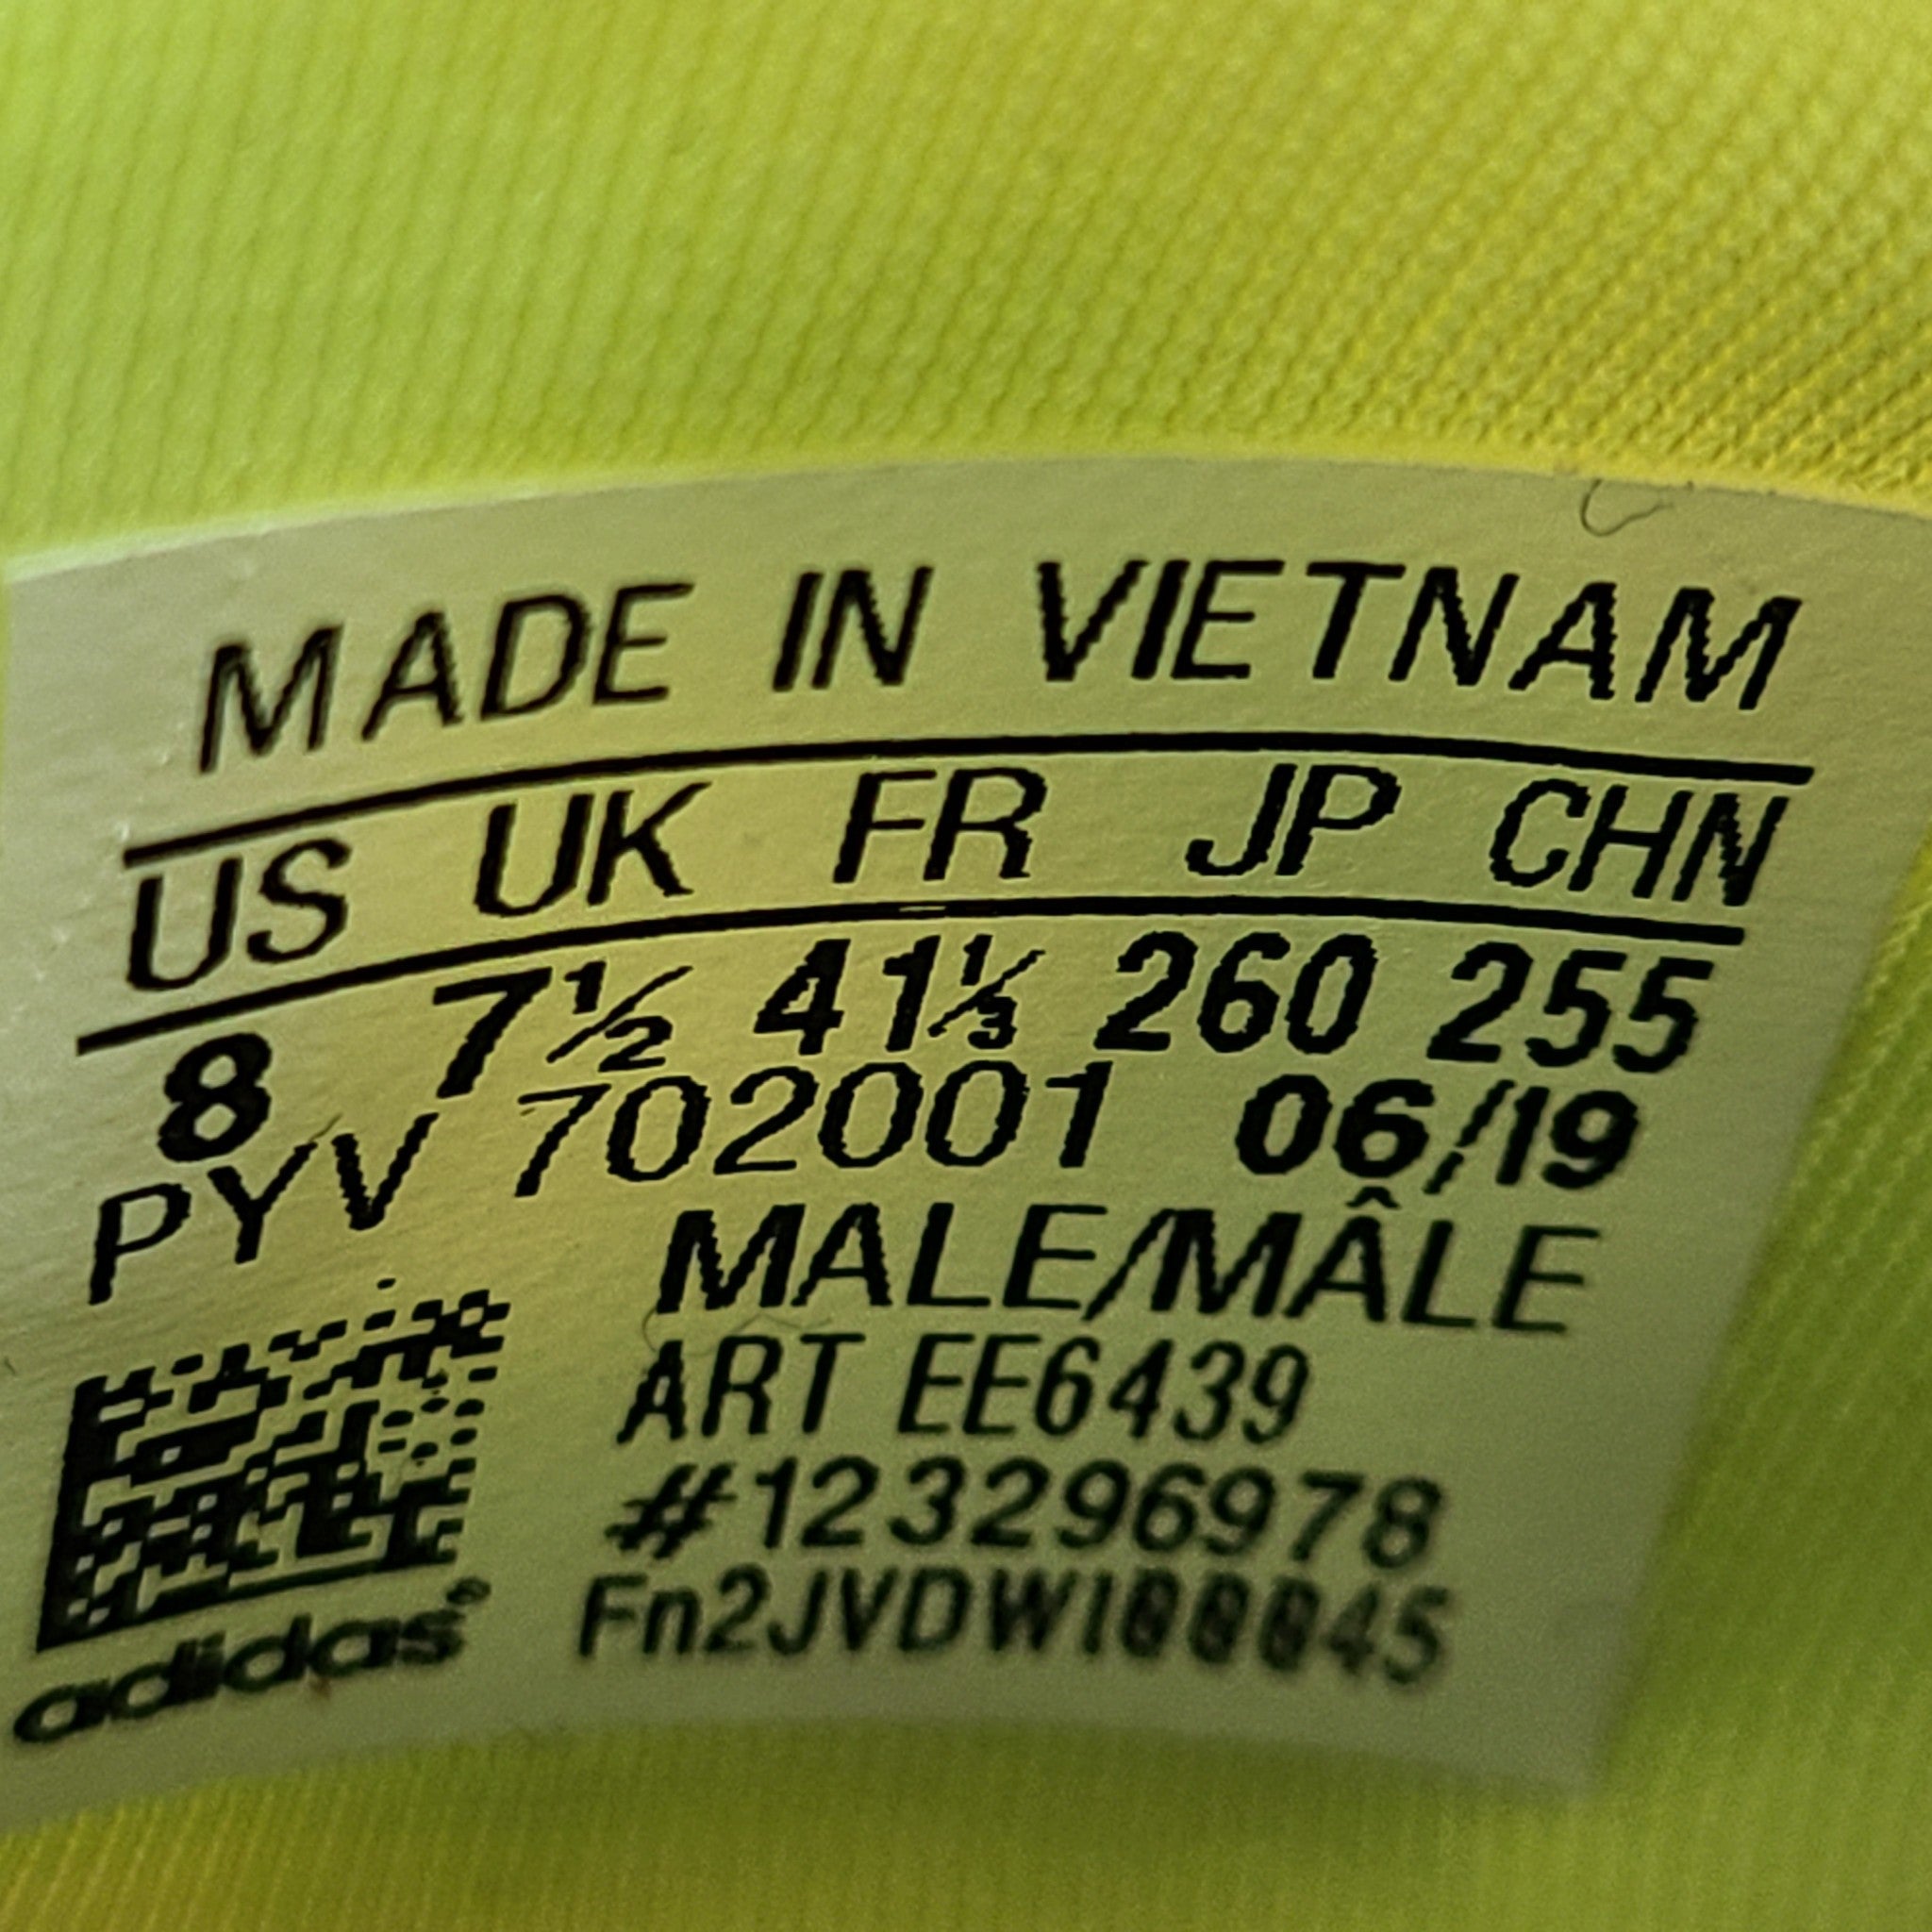 MADE IN VIETNAM
US UK FR JP CHN
8 7½ 41⅓ 260 255
PYV 702001 06/19
MALE/MÂLE
ART EE6439
#123296978
Fn2JVDWI00045
adidas®